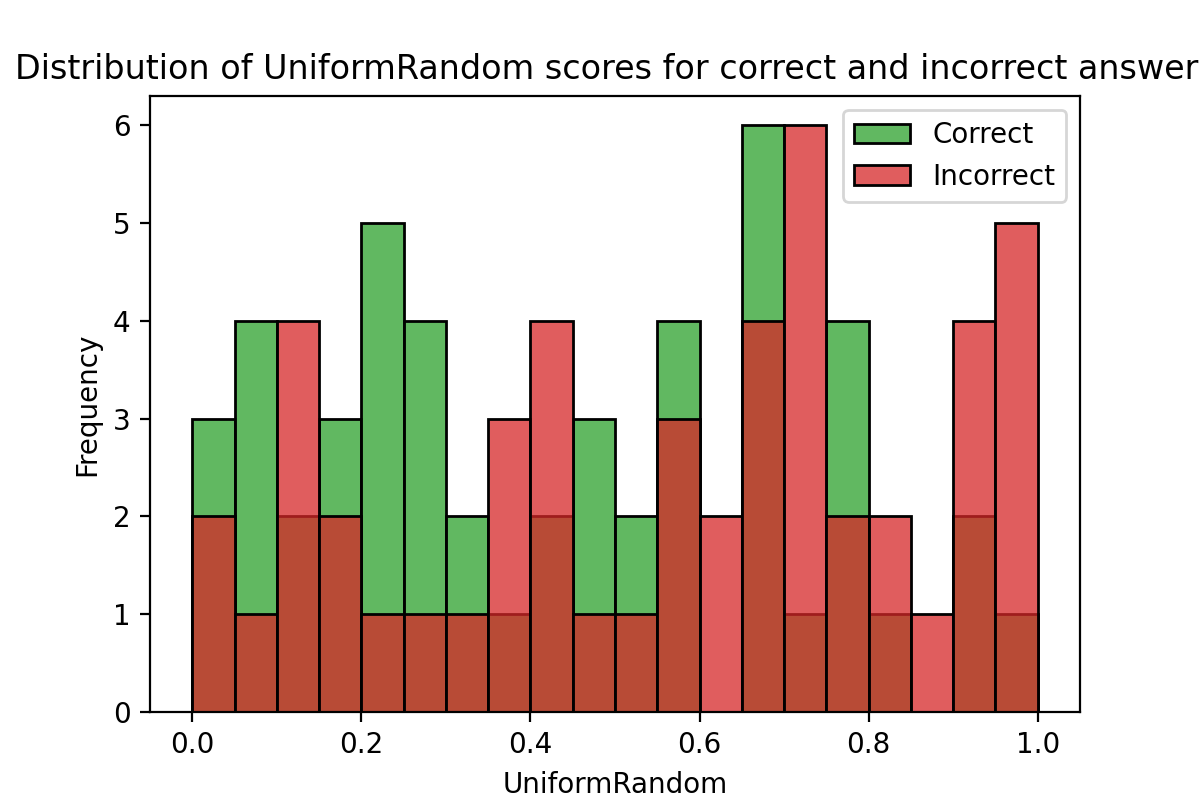 Distribution of UniformRandom scores for correct and incorrect answer
Correct
Incorrect
Frequency
6
5
4
3
2
1
0
0.0 0.2 0.4 0.6 0.8 1.0
UniformRandom